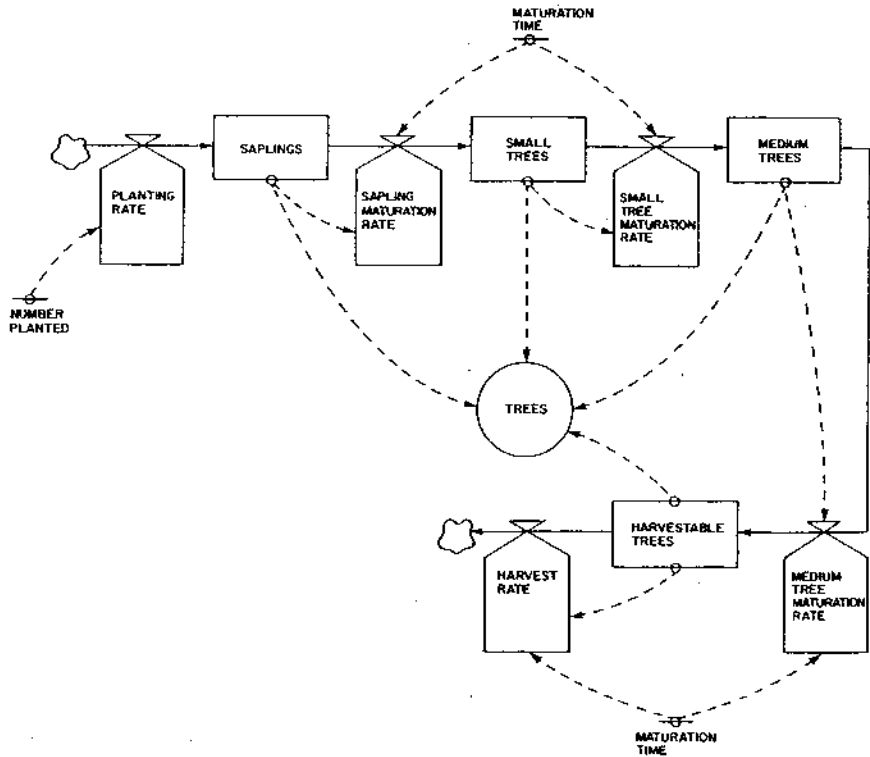 MATURATION
TIME
SAPLINGS
SMALL
TREES
MEDIUM
TREES
PLANTING
RATE
SAPLING
MATURATION
RATE
SMALL
TREE
MATURATION
RATE
NUMBER
PLANTED
TREES
HARVESTABLE
TREES
HARVEST
RATE
MEDIUM
TREE
MATURATION
RATE
MATURATION
TIME